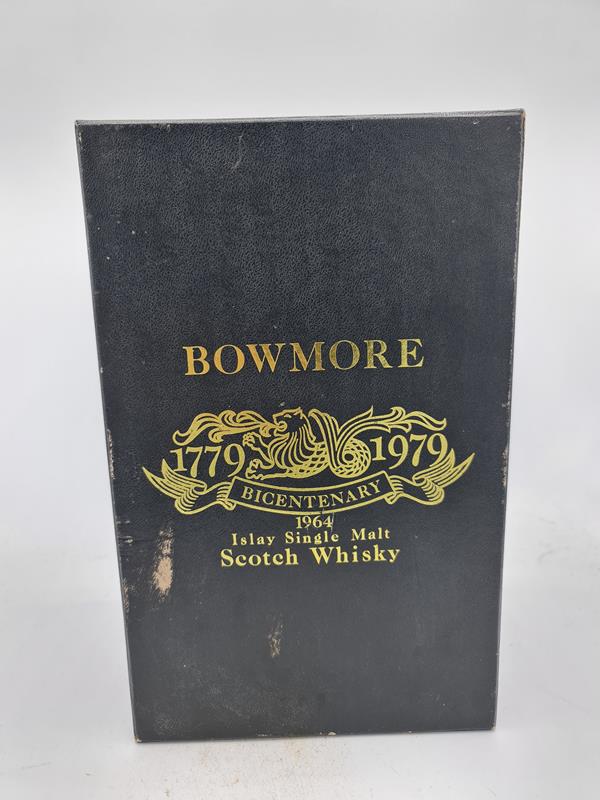 BOWMORE
1779 1979
BICENTENARY
1964
Islay Single Malt
Scotch Whisky